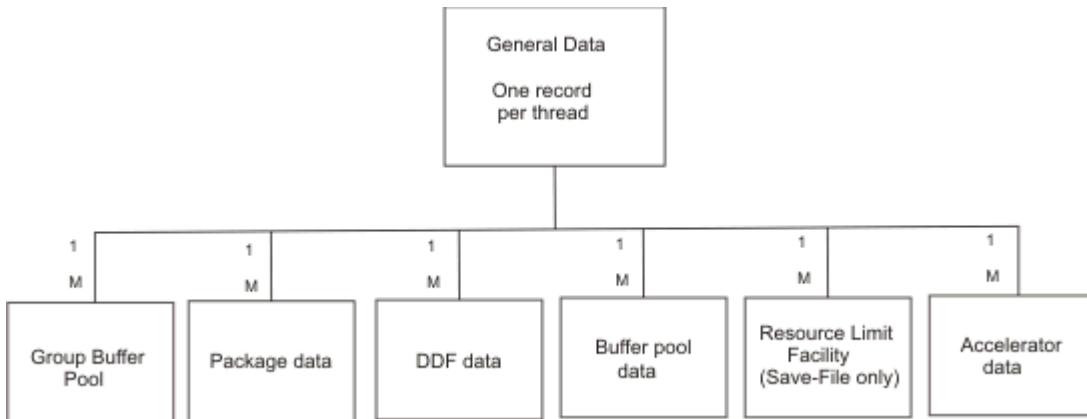 General Data
One record
per thread
1
1
1
1
1
1
M
M
M
M
M
M
Group Buffer
Pool
Package data
DDF data
Buffer pool
data
Resource Limit
Facility
(Save-File only)
Accelerator
data